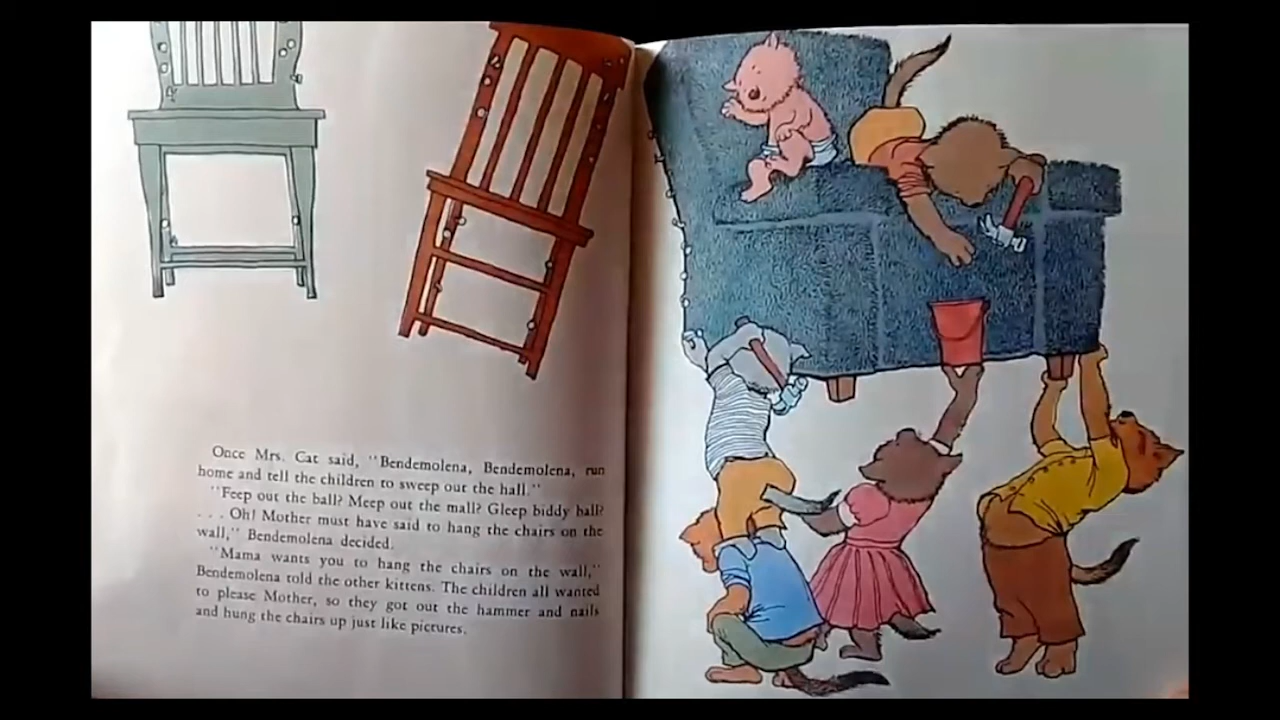 Once Mrs. Cat said, "Bendemolena, Bendemolena, run
home and tell the children to sweep out the hall."
"Feep out the ball? Meep out the mall? Gleep biddy ball?
. . . Oh! Mother must have said to hang the chairs on the
wall," Bendemolena decided.
"Mama wants you to hang the chairs on the wall,"
Bendemolena told the other kittens. The children all wanted
to please Mother, so they got out the hammer and nails
and hung the chairs up just like pictures.